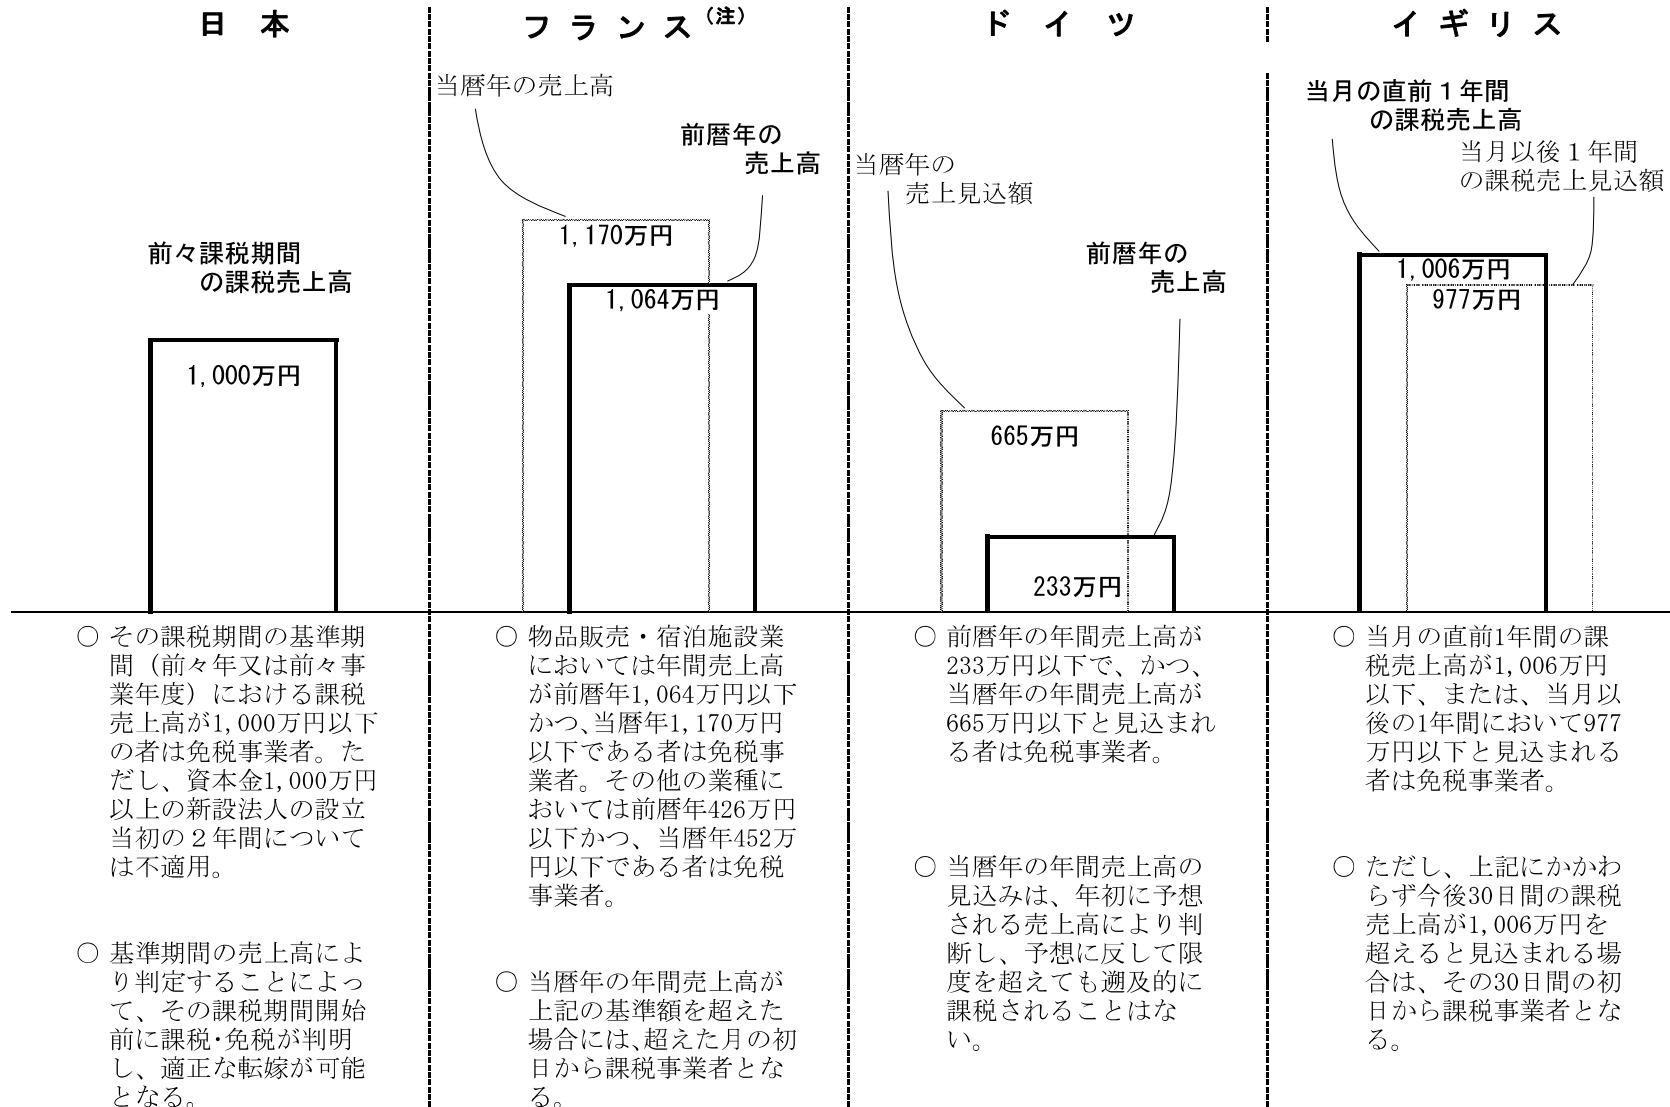 日本
前々課税期間
の課税売上高
1,000万円
○ その課税期間の基準期
間（前々年又は前々事
業年度）における課税
売上高が1,000万円以下
の者は免税事業者。た
だし、資本金1,000万円
以上の新設法人の設立
当初の２年間について
は不適用。
○ 基準期間の売上高によ
り判定することによっ
て、その課税期間開始
前に課税･免税が判明
し、適正な転嫁が可能
となる。
フランス（注）
当暦年の売上高
前暦年の
売上高
1,170万円
1,064万円
○ 物品販売・宿泊施設業
においては年間売上高
が前暦年1,064万円以下
かつ､当暦年1,170万円
以下である者は免税事
業者。その他の業種に
おいては前暦年426万円
以下かつ、当暦年452万
円以下である者は免税
事業者。
○ 当暦年の年間売上高が
上記の基準額を超えた
場合には､超えた月の初
日から課税事業者とな
る。
ドイツ
当暦年の
売上見込額
前暦年の
売上高
665万円
233万円
○ 前暦年の年間売上高が
233万円以下で、かつ、
当暦年の年間売上高が
665万円以下と見込まれ
る者は免税事業者。
○ 当暦年の年間売上高の
見込みは、年初に予想
される売上高により判
断し、予想に反して限
度を超えても遡及的に
課税されることはな
い。
イギリス
当月の直前１年間
の課税売上高
当月以後１年間
の課税売上見込額
1,006万円
977万円
○ 当月の直前1年間の課
税売上高が1,006万円
以下、または、当月以
後の1年間において977
万円以下と見込まれる
者は免税事業者。
○ ただし、上記にかかわ
らず今後30日間の課税
売上高が1,006万円を
超えると見込まれる場
合は、その30日間の初
日から課税事業者とな
る。